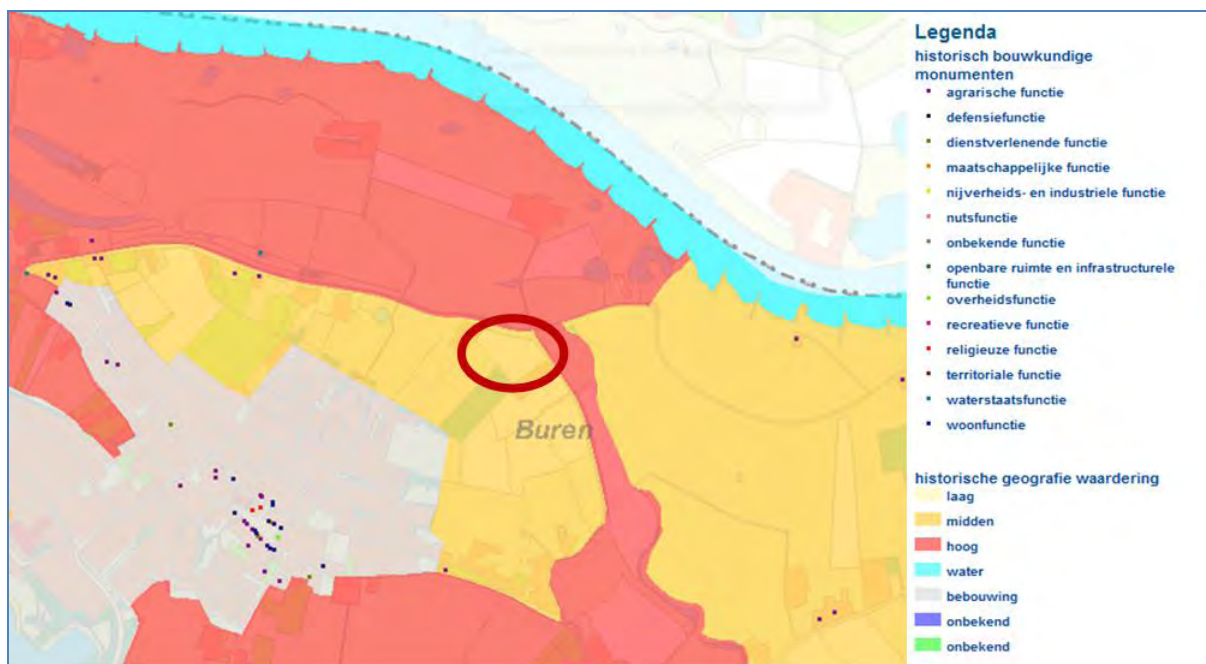 Buren
Legenda
historisch bouwkundige
monumenten
agrarische functie
defensiefunctie
dienstverlenende functie
maatschappelijke functie
nijverheids- en industriele functie
nutsfunctie
onbekende functie
openbare ruimte en infrastructurele
functie
overheidsfunctie
recreatieve functie
religieuze functie
territoriale functie
waterstaatsfunctie
woonfunctie
historische geografie waardering
laag
midden
hoog
water
bebouwing
onbekend
onbekend